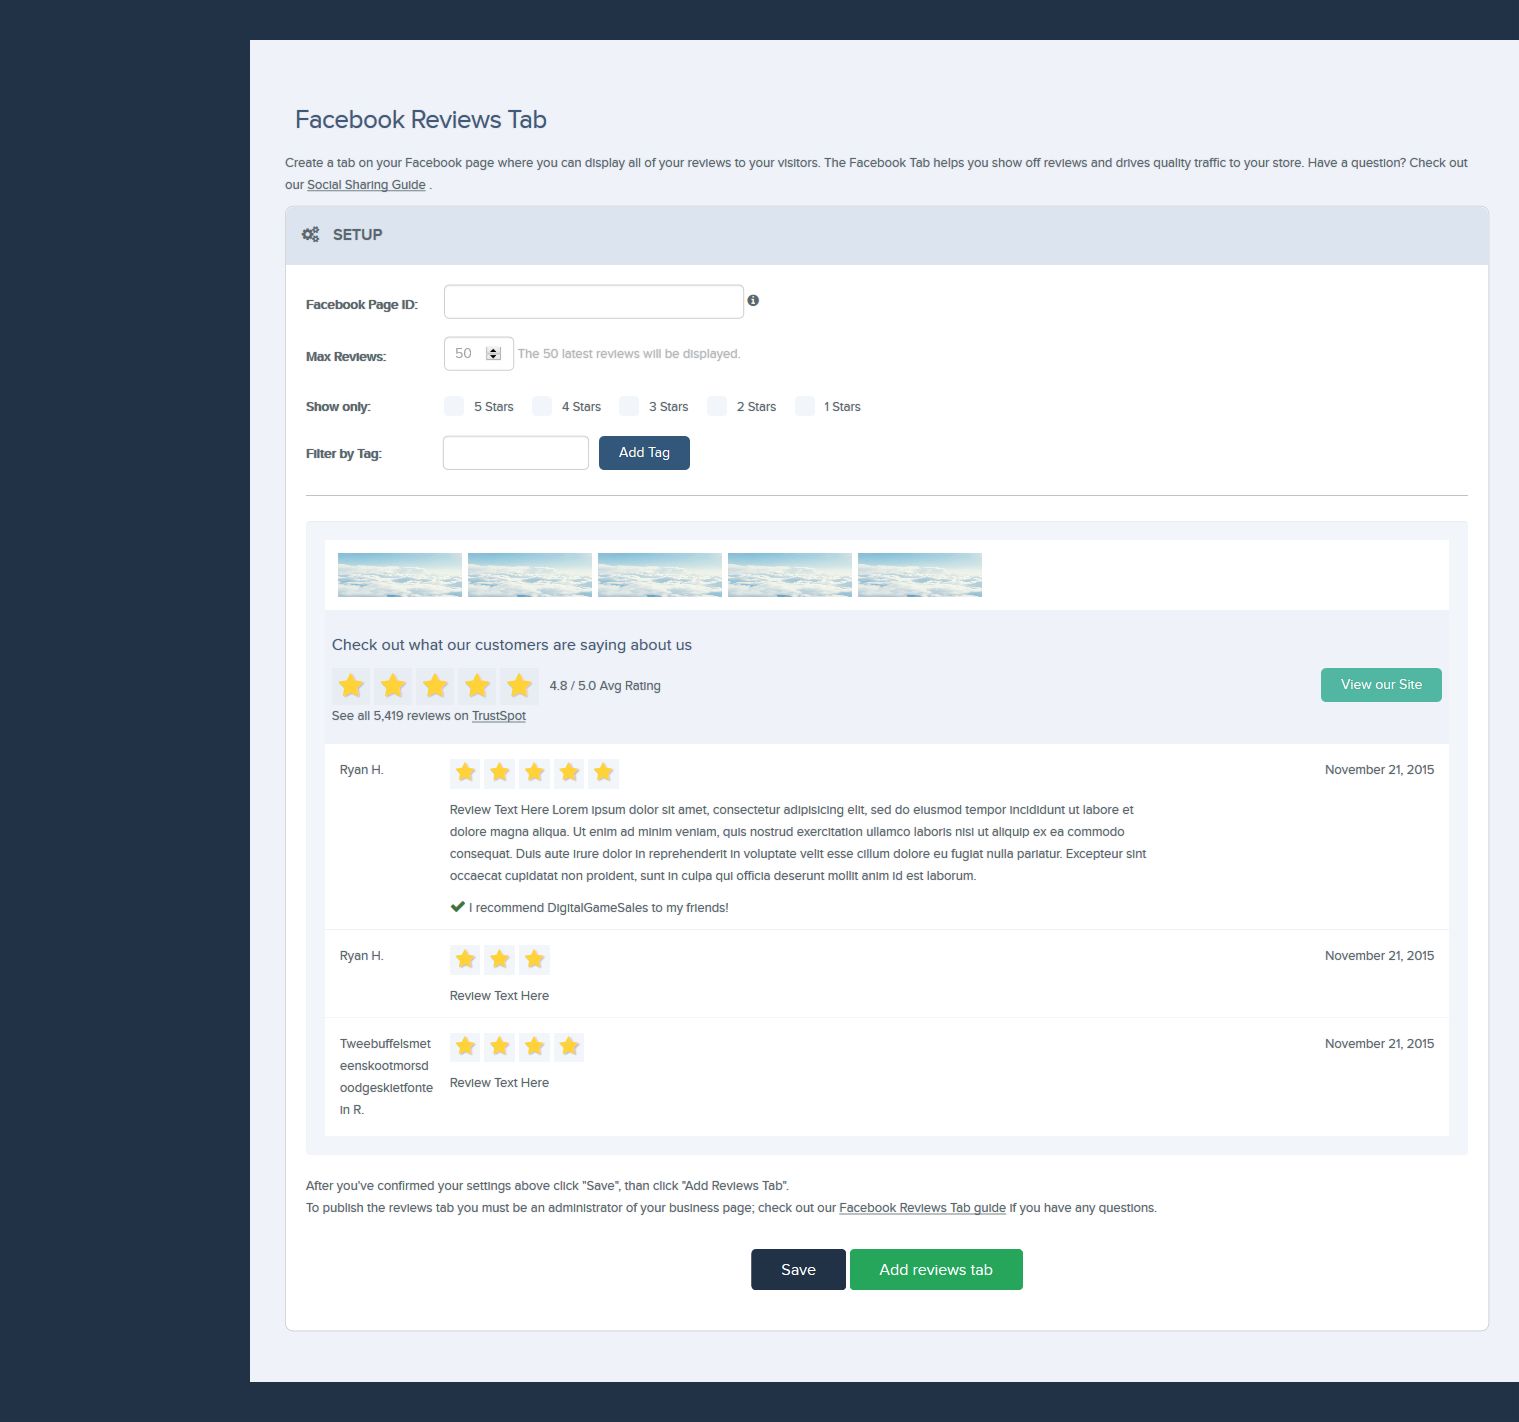 Facebook Reviews Tab
Create a tab on your Facebook page where you can display all of your reviews to your visitors. The Facebook Tab helps you show off reviews and drives quality traffic to your store. Have a question? Check out
our Social Sharing Guide .
SETUP
Facebook Page ID:
Max Reviews: 50 The 50 latest reviews will be displayed.
Show only: 5 Stars 4 Stars 3 Stars 2 Stars 1 Stars
Filter by Tag: Add Tag
Check out what our customers are saying about us
4.8 / 5.0 Avg Rating View our Site
See all 5,419 reviews on TrustSpot
Ryan H. November 21, 2015
Review Text Here Lorem ipsum dolor sit amet, consectetur adipisicing elit, sed do eiusmod tempor incididunt ut labore et
dolore magna aliqua. Ut enim ad minim veniam, quis nostrud exercitation ullamco laboris nisi ut aliquip ex ea commodo
consequat. Duis aute irure dolor in reprehenderit in voluptate velit esse cillum dolore eu fugiat nulla pariatur. Excepteur sint
occaecat cupidatat non proident, sunt in culpa qui officia deserunt mollit anim id est laborum.
I recommend DigitalGameSales to my friends!
Ryan H. November 21, 2015
Review Text Here
Tweebuffelsmet November 21, 2015
eenskootmorsd
oodgeskietfonte
in R.
Review Text Here
After you've confirmed your settings above click "Save", than click "Add Reviews Tab".
To publish the reviews tab you must be an administrator of your business page; check out our Facebook Reviews Tab guide if you have any questions.
Save Add reviews tab